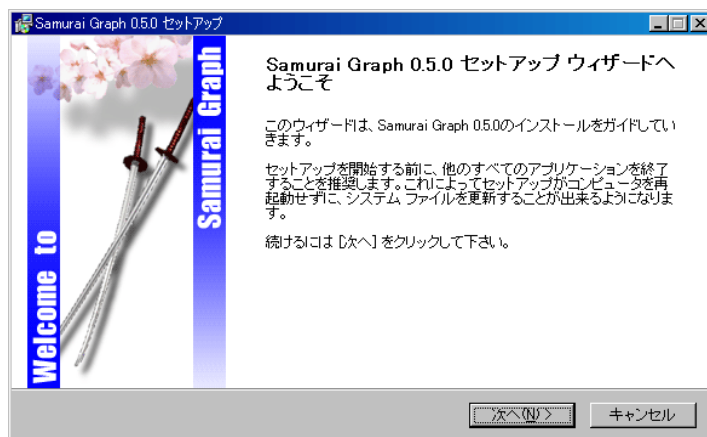 Samurai Graph 0.5.0 セットアップ
Welcome to
Samurai Graph
Samurai Graph 0.5.0 セットアップ ウィザードへ
ようこそ
このウィザードは、Samurai Graph 0.5.0のインストールをガイドしてい
きます。
セットアップを開始する前に、他のすべてのアプリケーションを終了
することを推奨します。これによってセットアップがコンピュータを再
起動せずに、システム ファイルを更新することが出来るようになりま
す。
続けるには [次へ] をクリックして下さい。
次へ(N) >
キャンセル